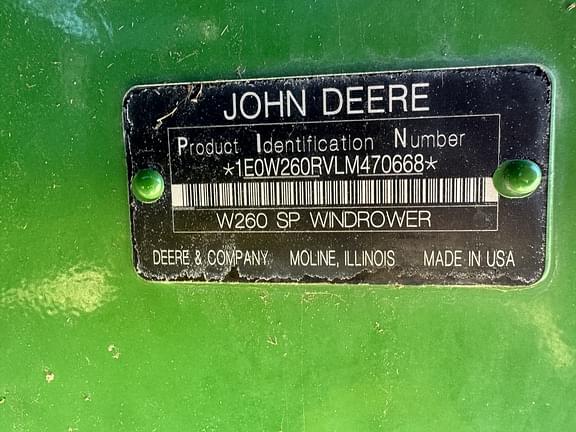 JOHN DEERE
Product Identification Number
*1E0W260RVLM470668*
W260 SP WINDROWER
DEERE & COMPANY MOLINE, ILLINOIS MADE IN USA